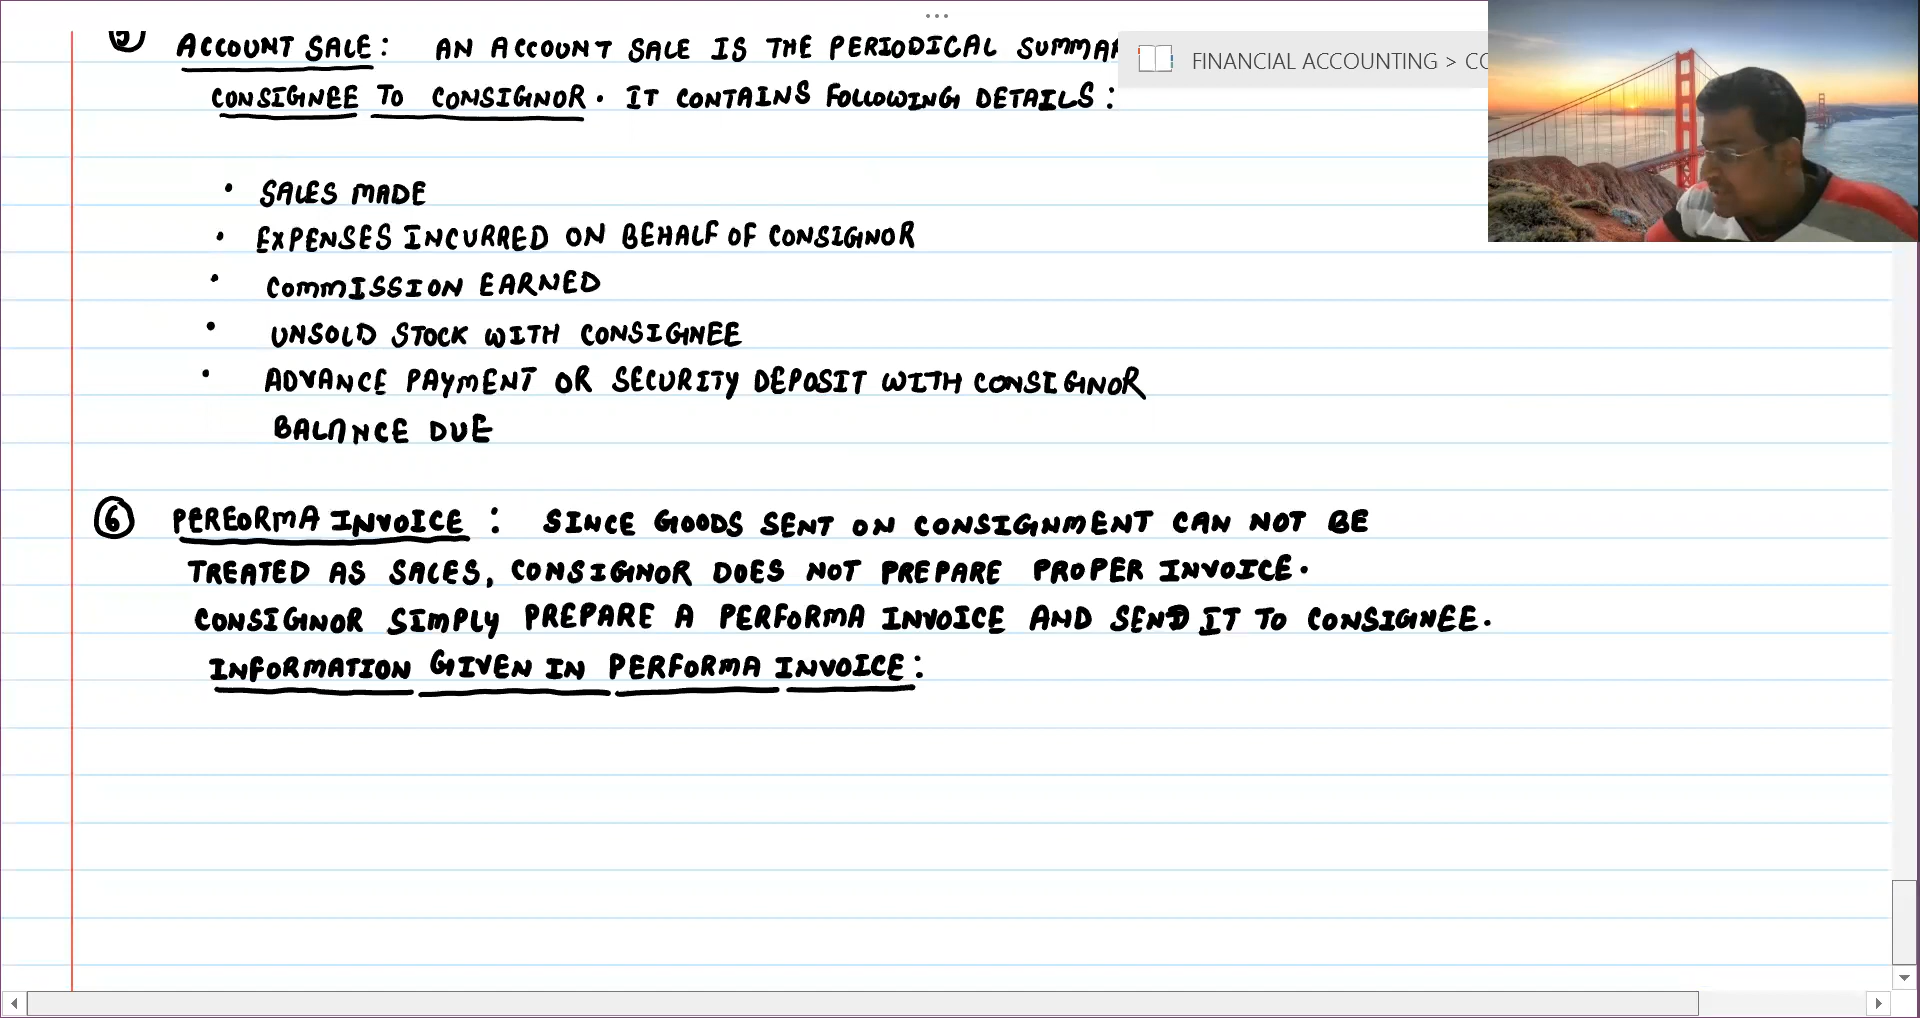 5 ACCOUNT SALE: AN ACCOUNT SALE IS THE PERIODICAL
FINANCIAL ACCOUNTING >
CONSIGNEE TO CONSIGNOR. IT CONTAINS FOLLOWING DETAILS:
• SALES MADE
• EXPENSES INCURRED ON BEHALF OF CONSIGNOR
• COMMISSION EARNED
• UNSOLD STOCK WITH CONSIGNEE
• ADVANCE PAYMENT OR SECURITY DEPOSIT WITH CONSIGNOR
BALANCE DUE
6 PERFORMA INVOICE: SINCE GOODS SENT ON CONSIGNMENT CAN NOT BE
TREATED AS SALES, CONSIGNOR DOES NOT PREPARE PROPER INVOICE.
CONSIGNOR SIMPLY PREPARE A PERFORMA INVOICE AND SEND IT TO CONSIGNEE.
INFORMATION GIVEN IN PERFORMA INVOICE: